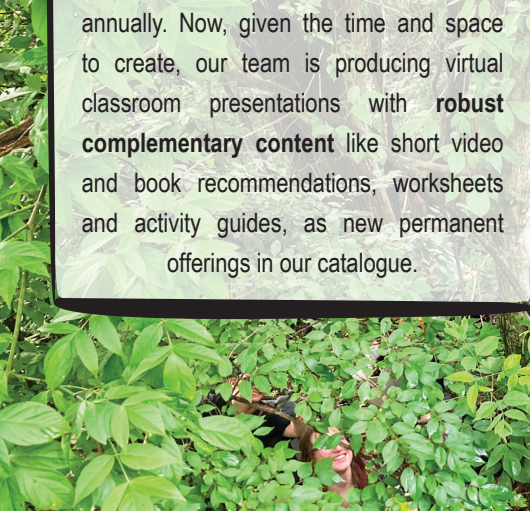 annually. Now, given the time and space
to create, our team is producing virtual
classroom presentations with robust
complementary content like short video
and book recommendations, worksheets
and activity guides, as new permanent
offerings in our catalogue.